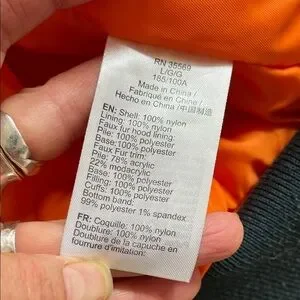 RN 35569
L/G/G
185/100A
Made in China /
Fabriqué en Chine /
Hecho en China /中国制造
EN: Shell: 100% nylon
Lining: 100% nylon
Faux fur hood lining:
Pile: 100% polyester
Base: 100% polyester
Faux Fur trim:
Pile: 78% acrylic
22% modacrylic
Base: 100% polyester
Filling: 100% polyester
Cuffs: 100% polyester
Bottom band:
99% polyester 1% spandex
FR: Coquille: 100% nylon
Doublure: 100% nylon
Doublure de la capuche en
fourrure d'imitation: